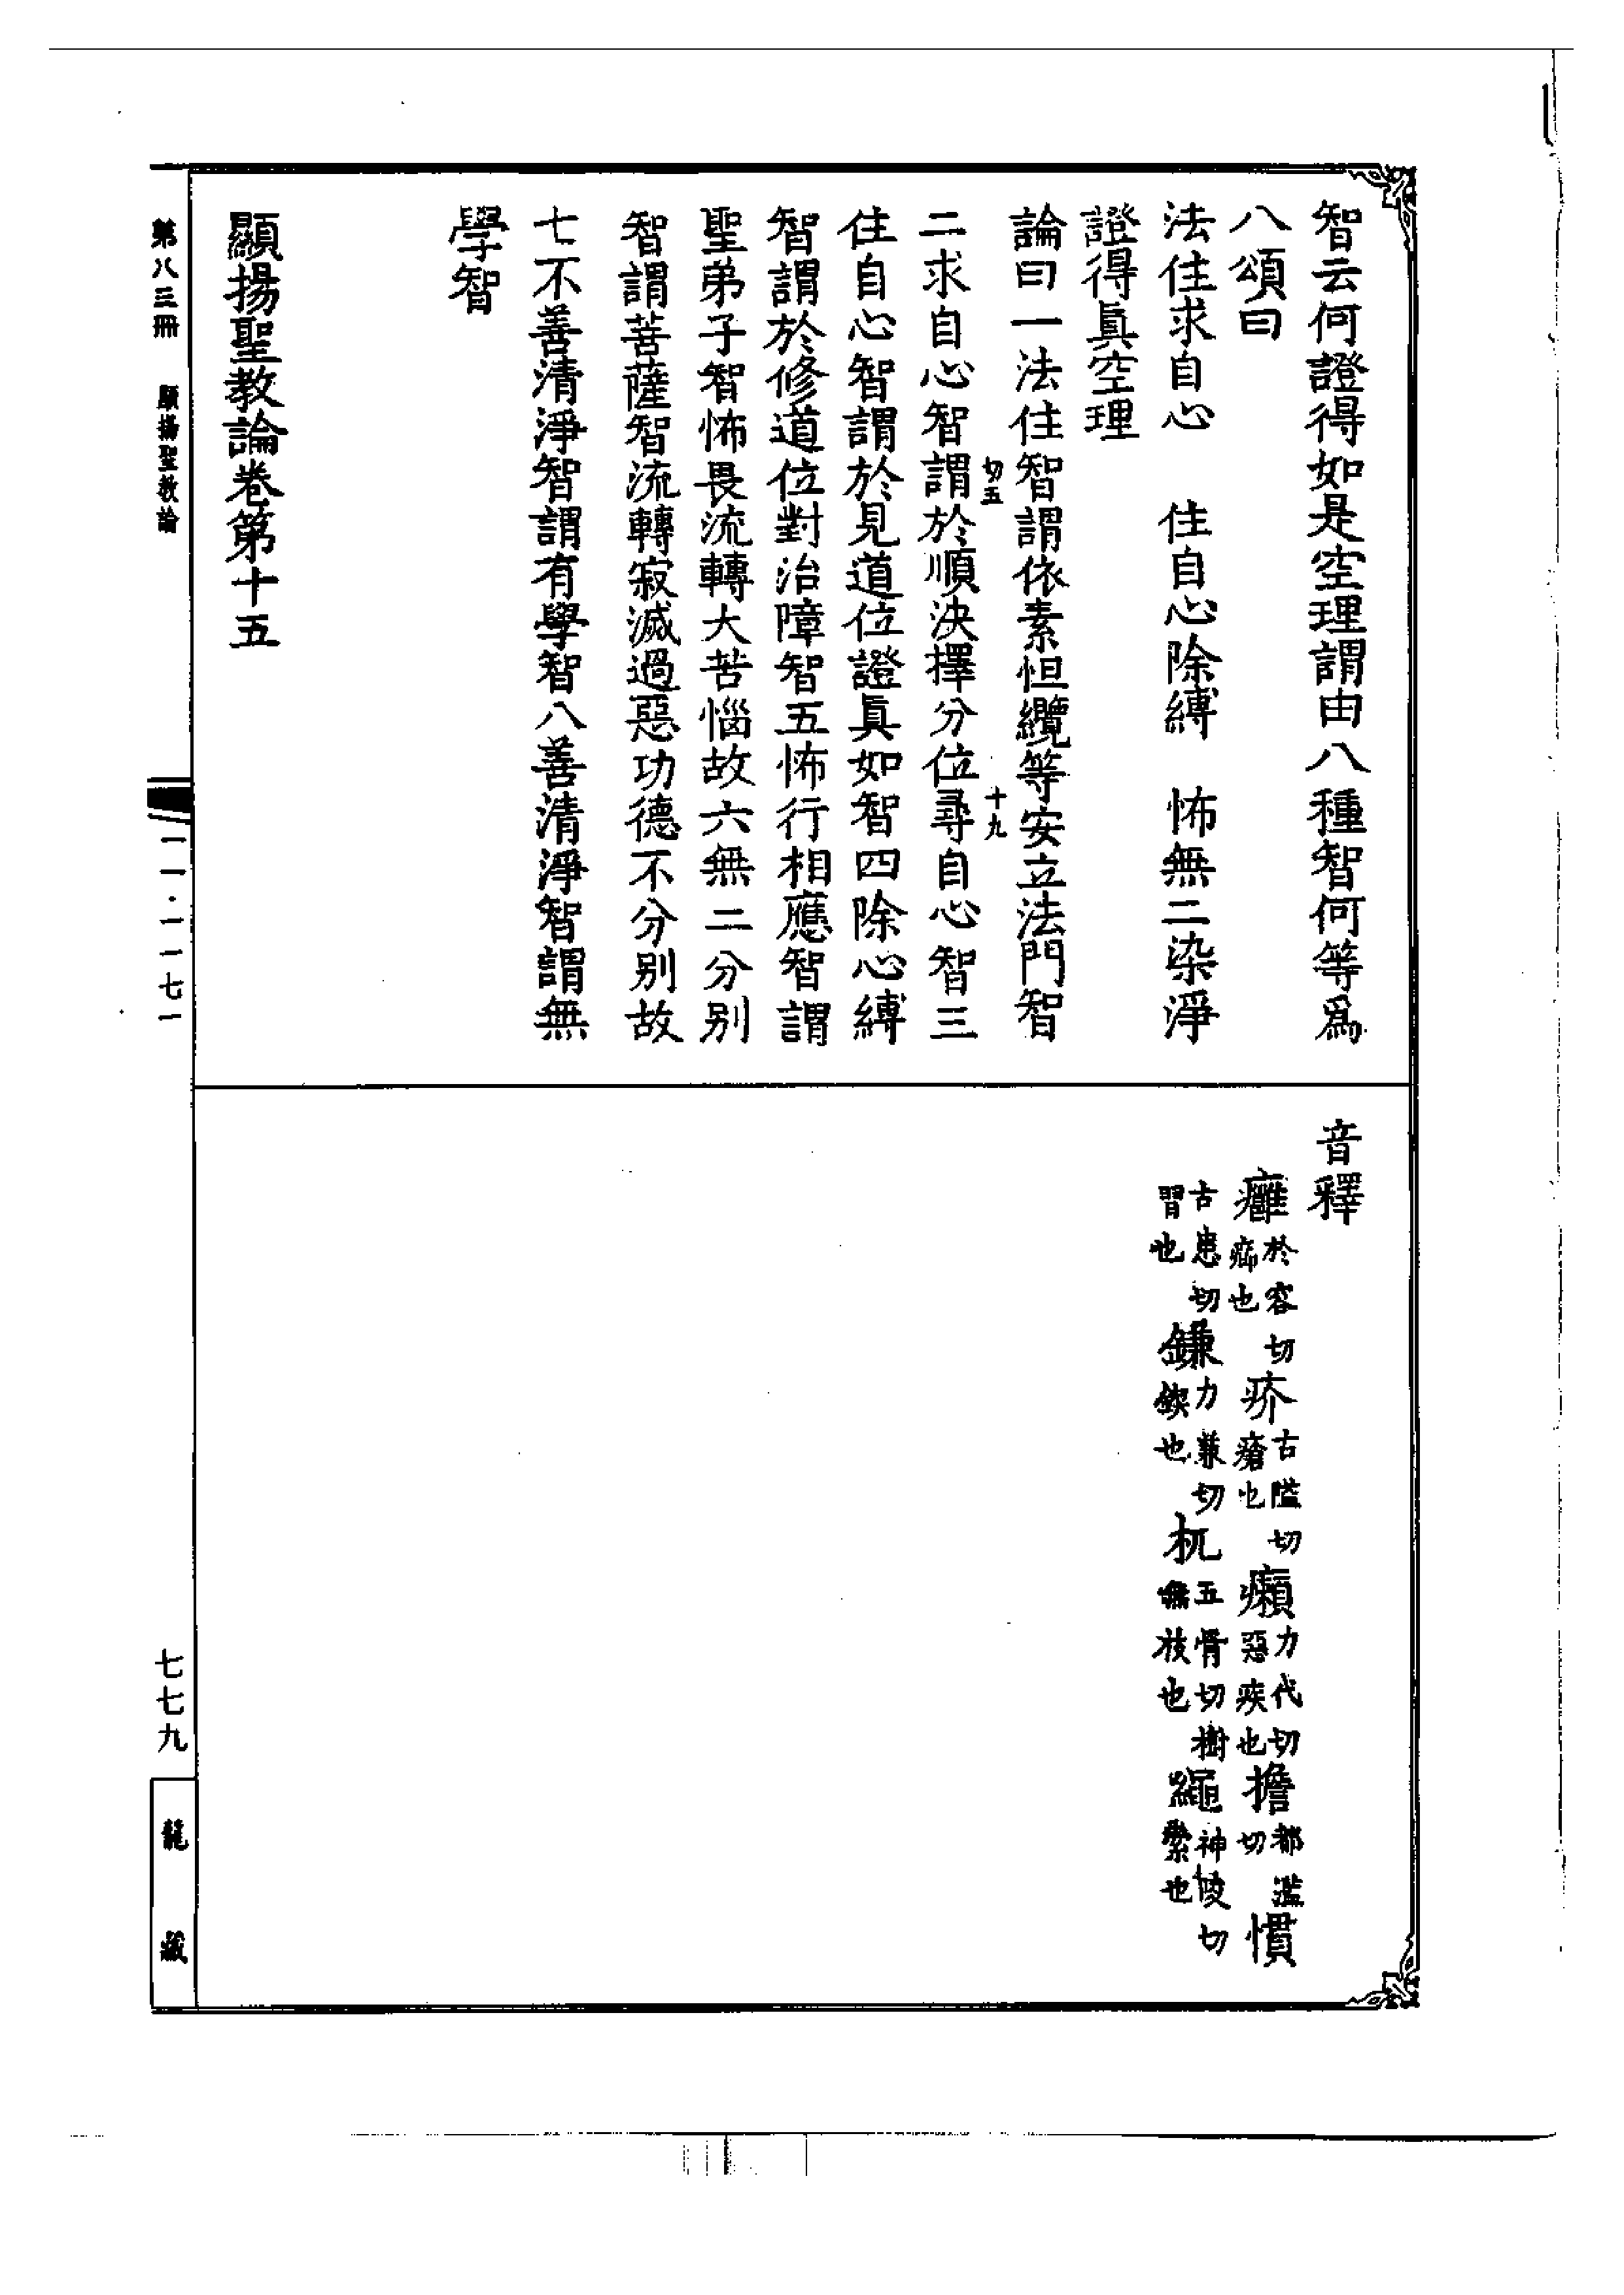 智云何證得如是空理謂由八種智何等爲
八頌曰
法住求自心　住自心除縛　怖無二染淨
證得眞空理
論曰一法住智謂依素怛纜等安立法門智
切五　十九
二求自心智謂於順決擇分位尋自心智三
住自心智謂於見道位證眞如智四除心縛
智謂於修道位對治障智五怖行相應智謂
聖弟子智怖畏流轉大苦惱故六無二分別
智謂菩薩智流轉寂滅過惡功德不分別故
七不善清淨智謂有學智八善清淨智謂無
學智
顯揚聖教論卷第十五
音釋
癰於容切癤也疥古隘切瘡也癩力代切惡疾也擔都濫切慣
古患切習也鎌力兼切鍥也杌五骨切樹無枝也繩神陵切索也
第八三冊　顯揚聖教論　一一·一一七一　七七九　龍藏